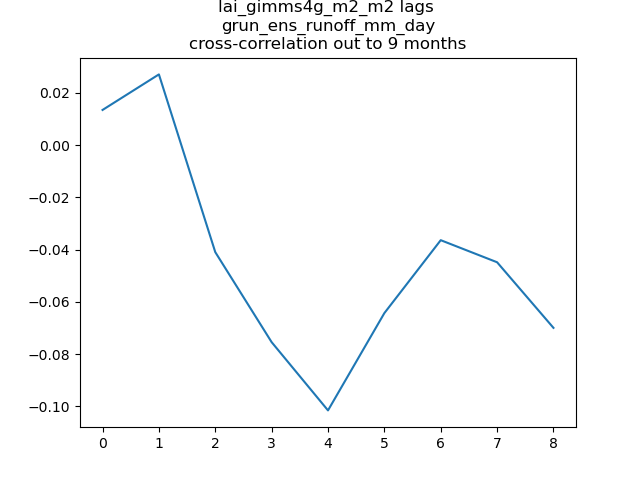 lai_gimms4g_m2_m2 lags
grun_ens_runoff_mm_day
cross-correlation out to 9 months
0.02
0.00
−0.02
−0.04
−0.06
−0.08
−0.10
0 1 2 3 4 5 6 7 8